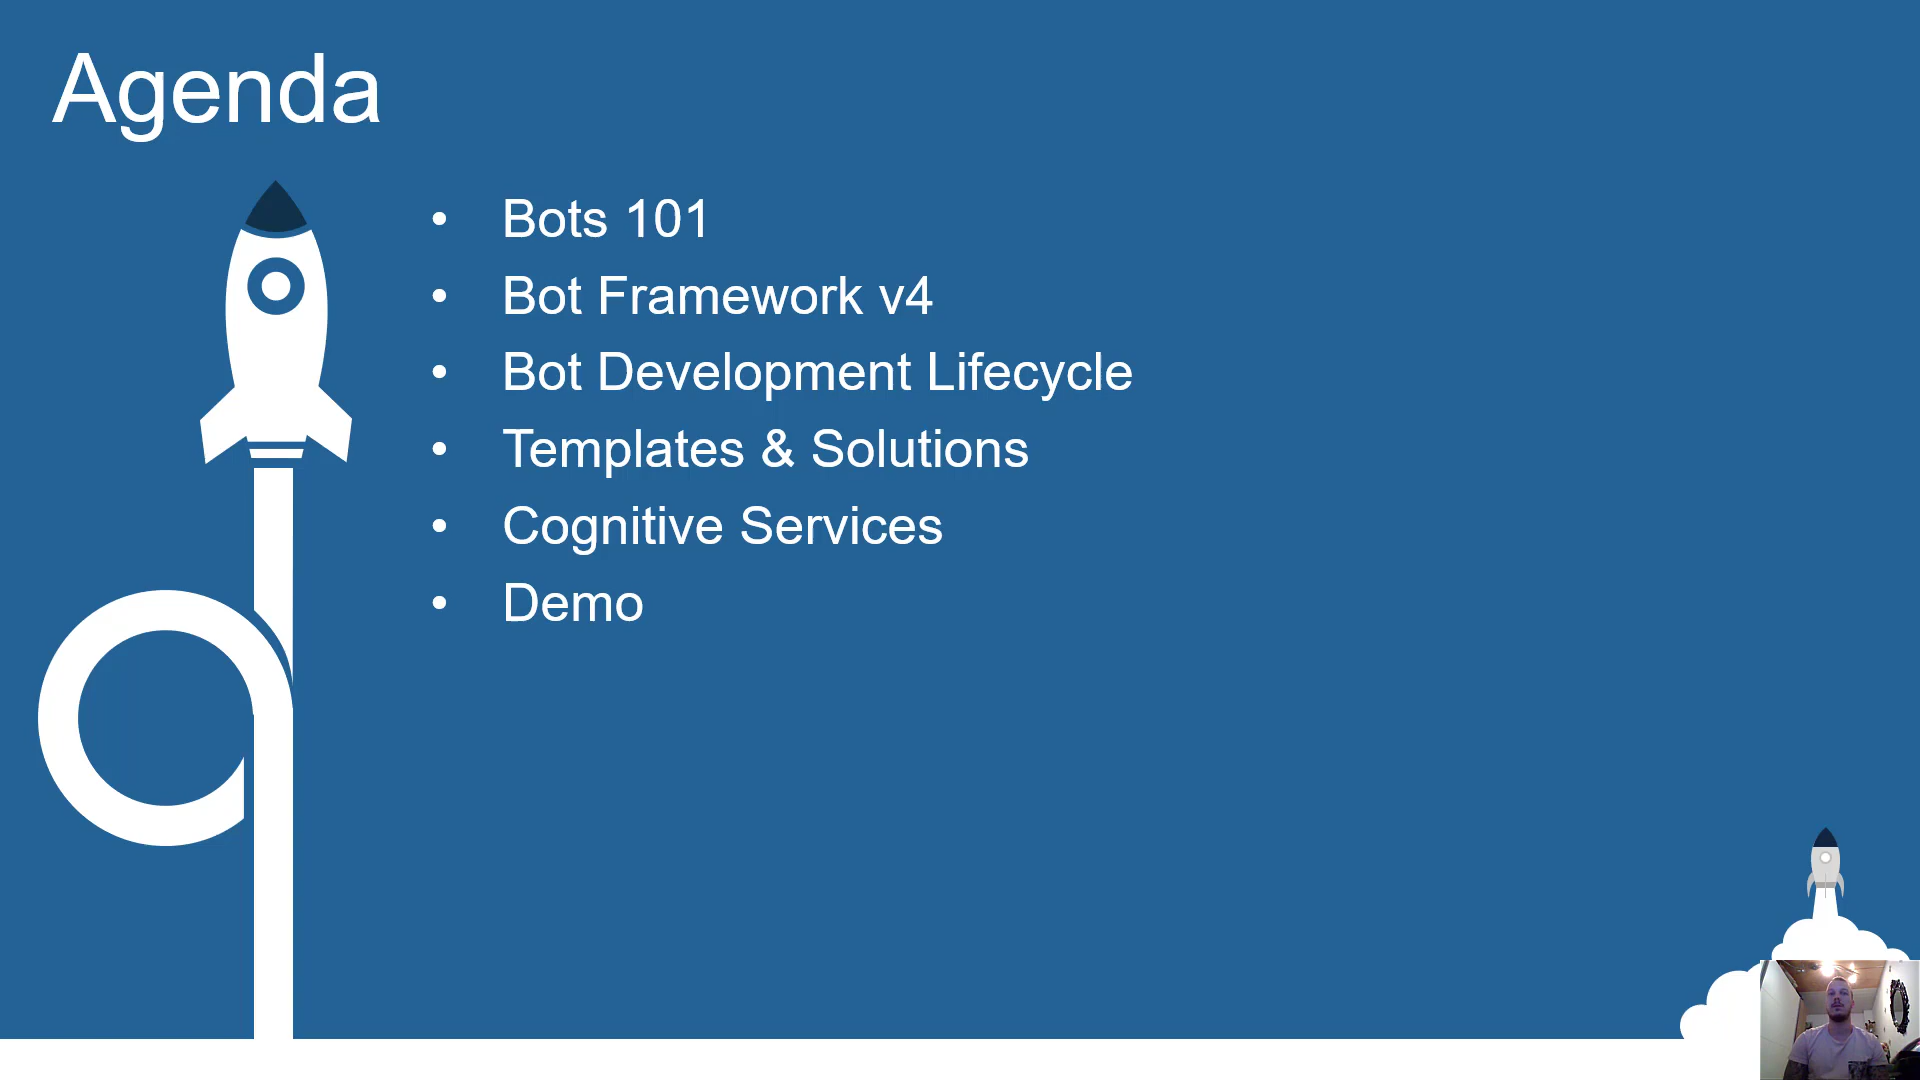 Agenda
• Bots 101
• Bot Framework v4
• Bot Development Lifecycle
• Templates & Solutions
• Cognitive Services
• Demo